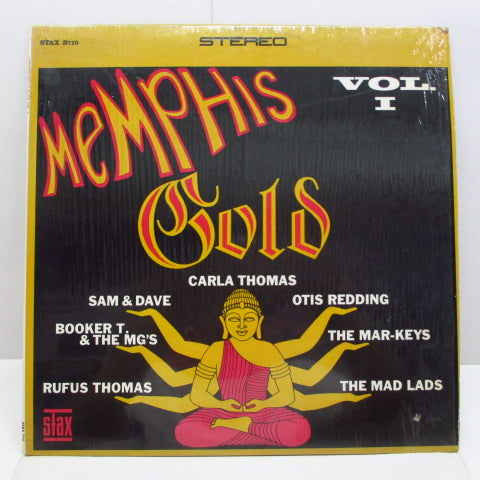 STAX S710
STEREO
MEMPHIS
VOL.
I
Gold
CARLA THOMAS
SAM & DAVE
OTIS REDDING
BOOKER T.
& THE MG'S
THE MAR-KEYS
RUFUS THOMAS
THE MAD LADS
stax